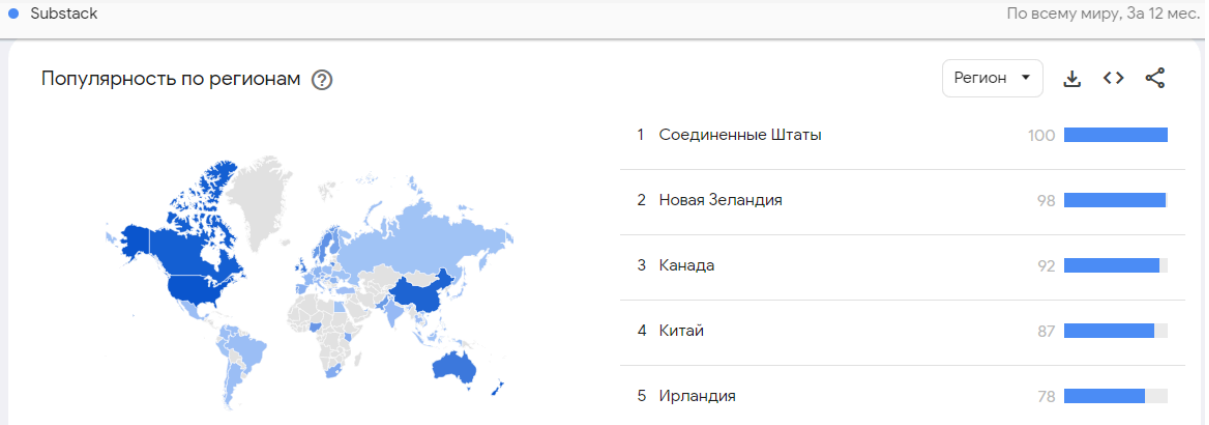 Substack
По всему миру, За 12 мес.
Популярность по регионам ?
Регион
1 Соединенные Штаты 100
2 Новая Зеландия 98
3 Канада 92
4 Китай 87
5 Ирландия 78